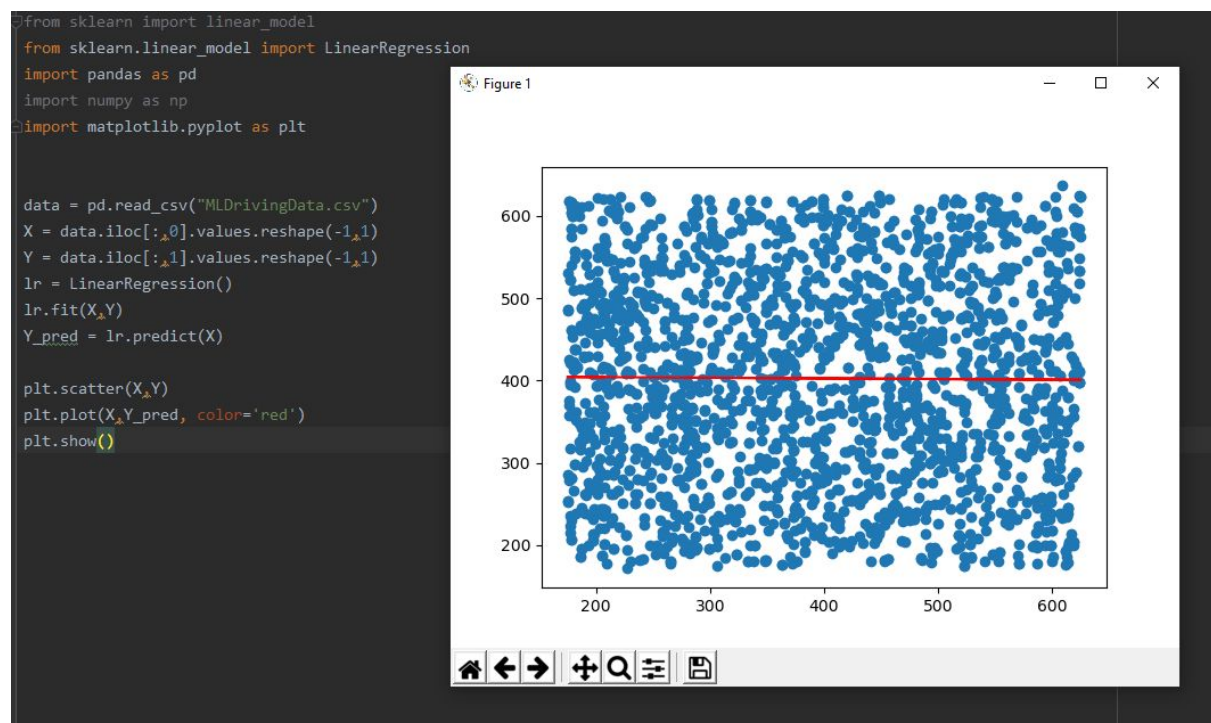 from sklearn import linear_model
from sklearn.linear_model import LinearRegression
import pandas as pd
import numpy as np
import matplotlib.pyplot as plt
data = pd.read_csv("MLDrivingData.csv")
X = data.iloc[:,0].values.reshape(-1,1)
Y = data.iloc[:,1].values.reshape(-1,1)
lr = LinearRegression()
lr.fit(X,Y)
Y_pred = lr.predict(X)
plt.scatter(X,Y)
plt.plot(X,Y_pred, color='red')
plt.show()
Figure 1
600
500
400
300
200
200 300 400 500 600